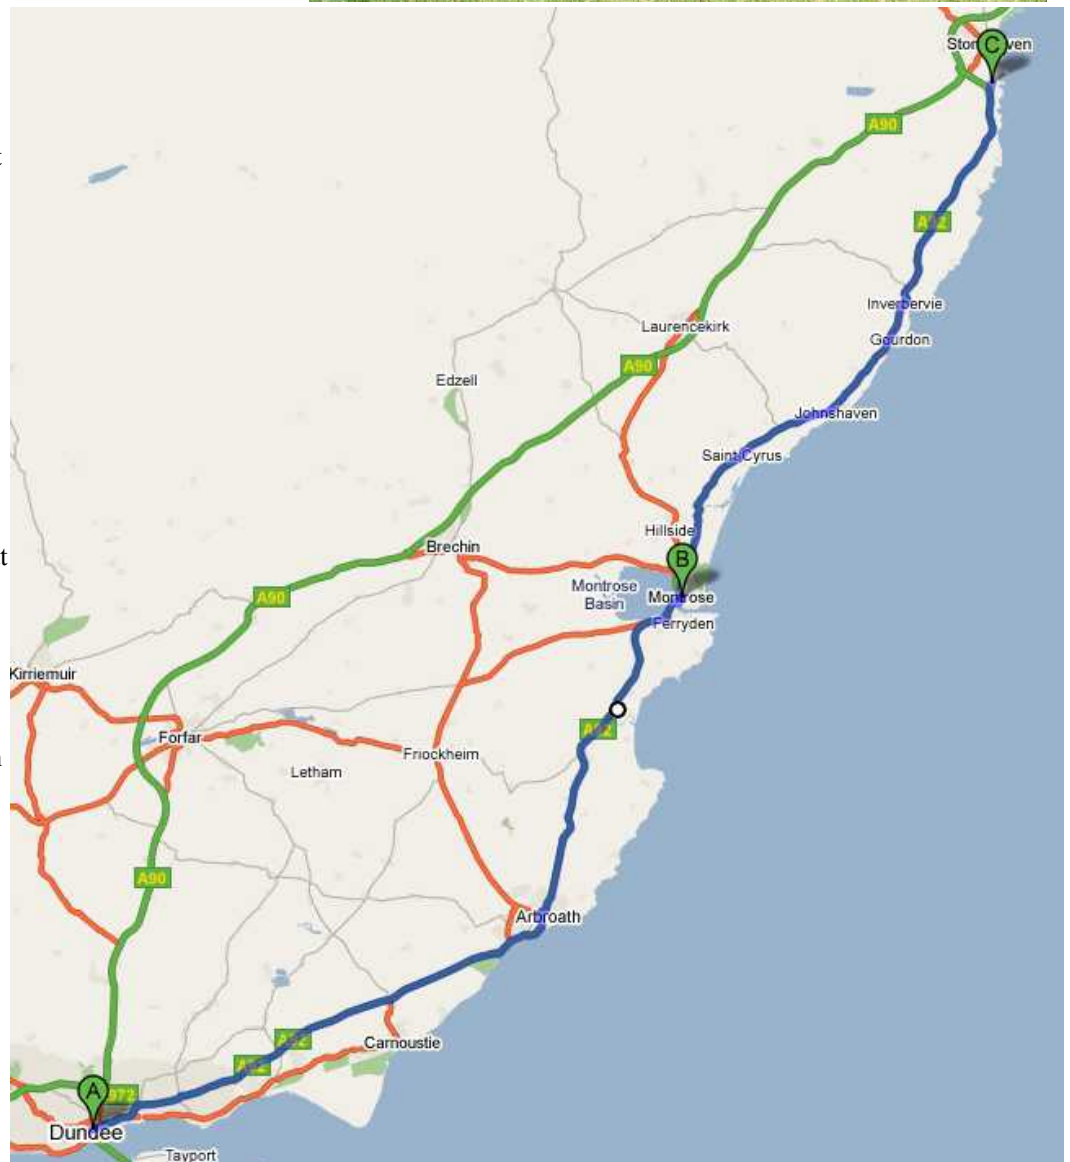 Stonehaven
C
A90
A92
Inverbervie
Laurencekirk
Gourdon
A90
Edzell
Johnshaven
Saint Cyrus
Hillside
Brechin
B
Montrose
Basin
Montrose
A90
Ferryden
Kirriemuir
A92
Forfar
Friockheim
Letham
A90
Arbroath
A92
Carnoustie
A92
A
972
Dundee
Tayport